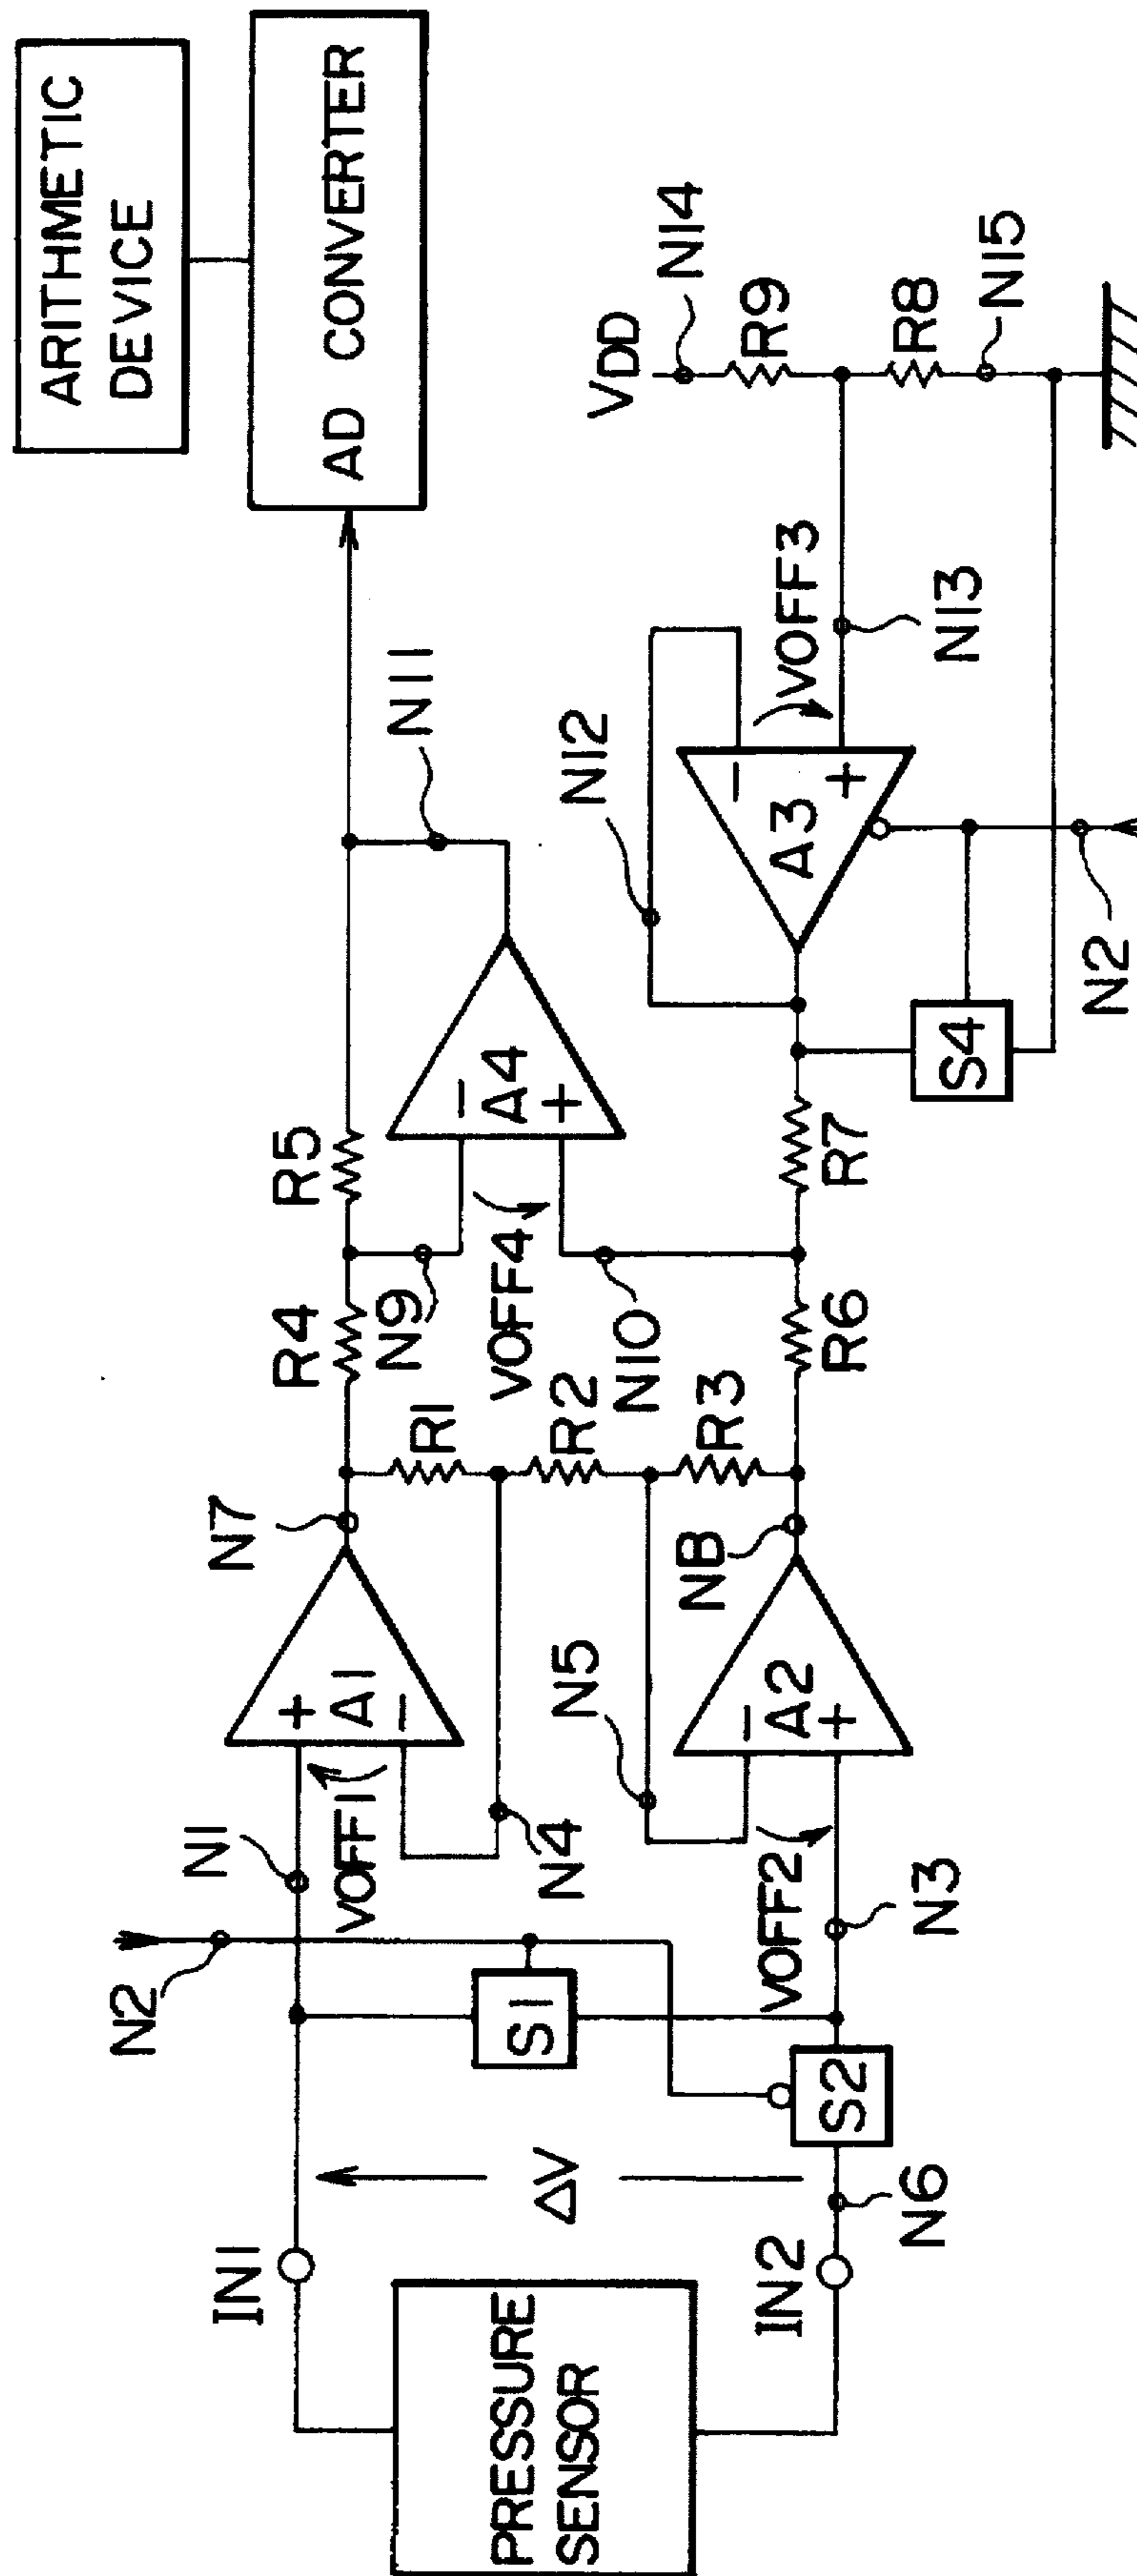 ARITHMETIC
DEVICE
AD CONVERTER
VDD
N14
R9
R8
N15
N11
N12
VOFF3
N13
A3
−
+
S4
N2
R5
A4
−
+
R7
R4
N9
VOFF4
N10
R6
R1
R2
R3
N7
NB
A1
+
−
N5
A2
−
+
N1
VOFF1
N4
VOFF2
N3
N2
S1
S2
ΔV
N6
IN1
IN2
PRESSURE
SENSOR